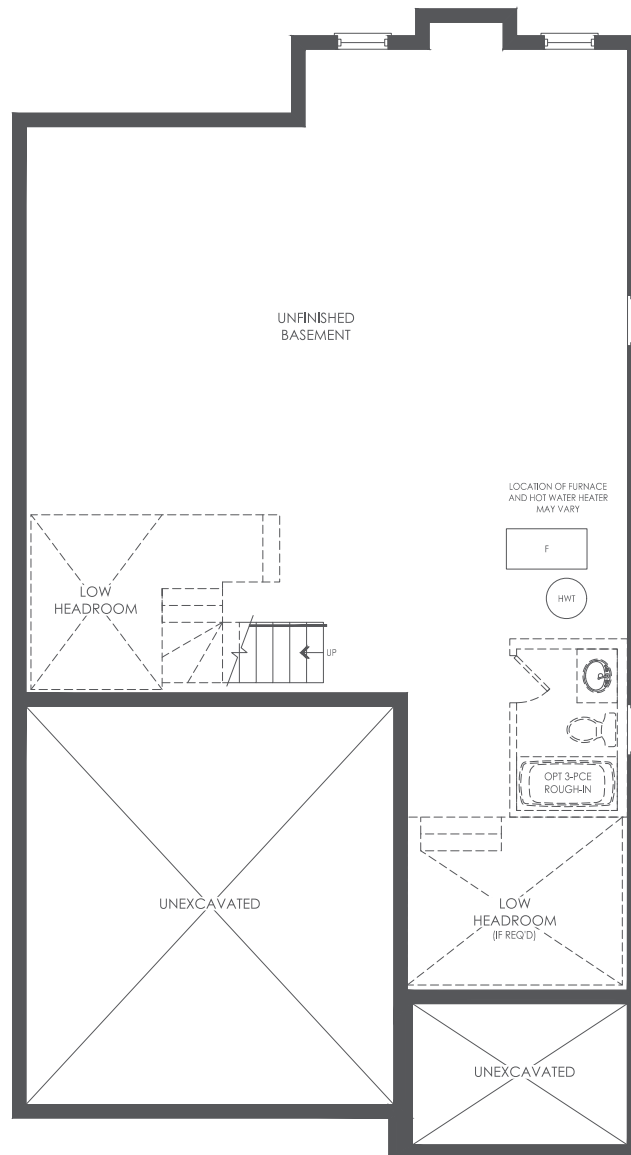 UNFINISHED
BASEMENT
LOCATION OF FURNACE
AND HOT WATER HEATER
MAY VARY
F
HWT
LOW
HEADROOM
UP
OPT 3-PCE
ROUGH-IN
UNEXCAVATED
LOW
HEADROOM
(IF REQ'D)
UNEXCAVATED